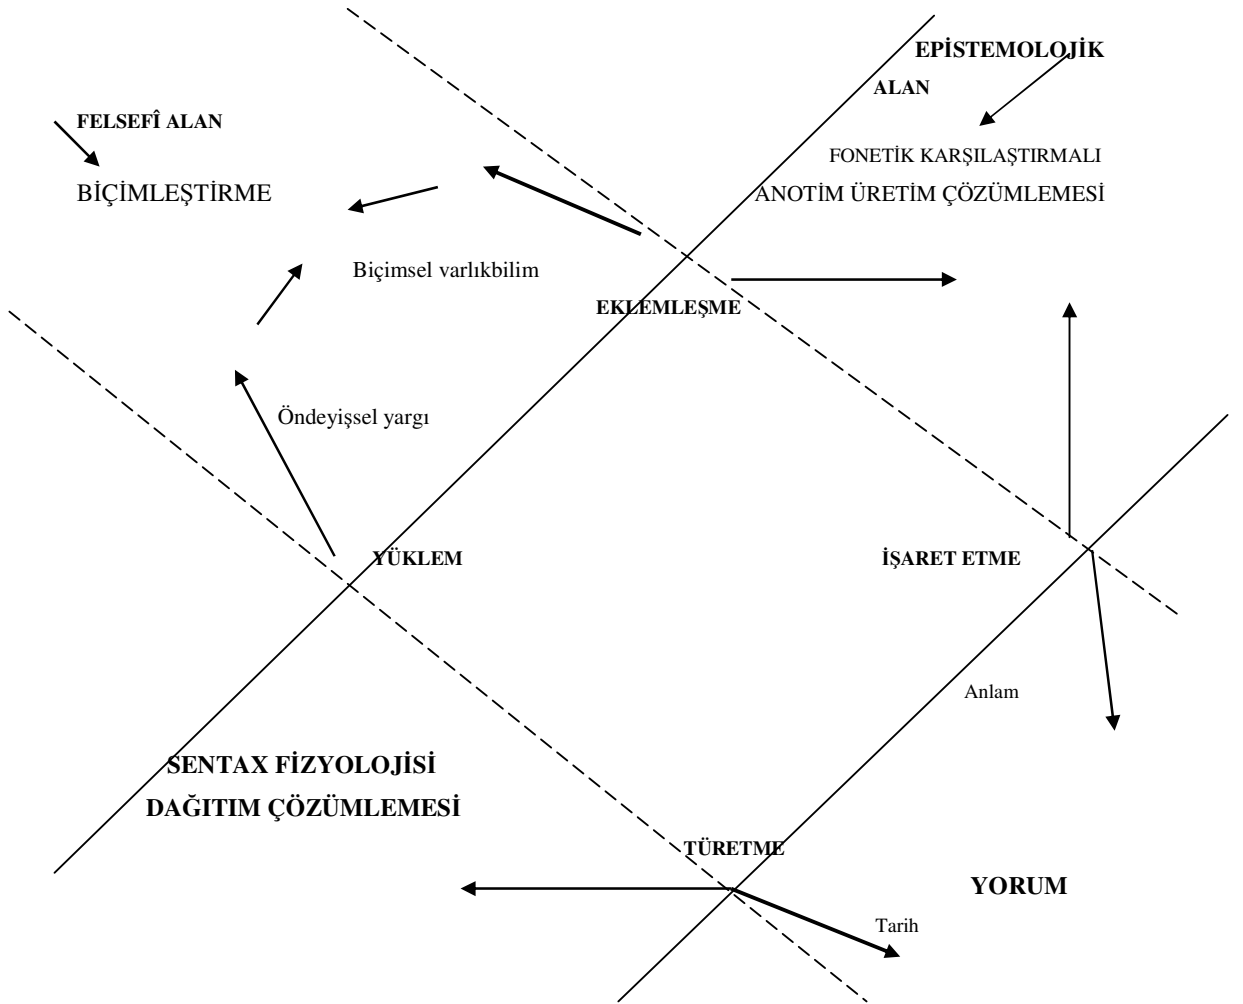 EPİSTEMOLOJİK
ALAN
FELSEFÎ ALAN
FONETİK KARŞILAŞTIRMALI
BİÇİMLEŞTİRME
ANOTİM ÜRETİM ÇÖZÜMLEMESİ
Biçimsel varlıkbilim
EKLEMLEŞME
Öndeyişsel yargı
YÜKLEM
İŞARET ETME
Anlam
SENTAX FİZYOLOJİSİ
DAĞITIM ÇÖZÜMLEMESİ
TÜRETME
YORUM
Tarih